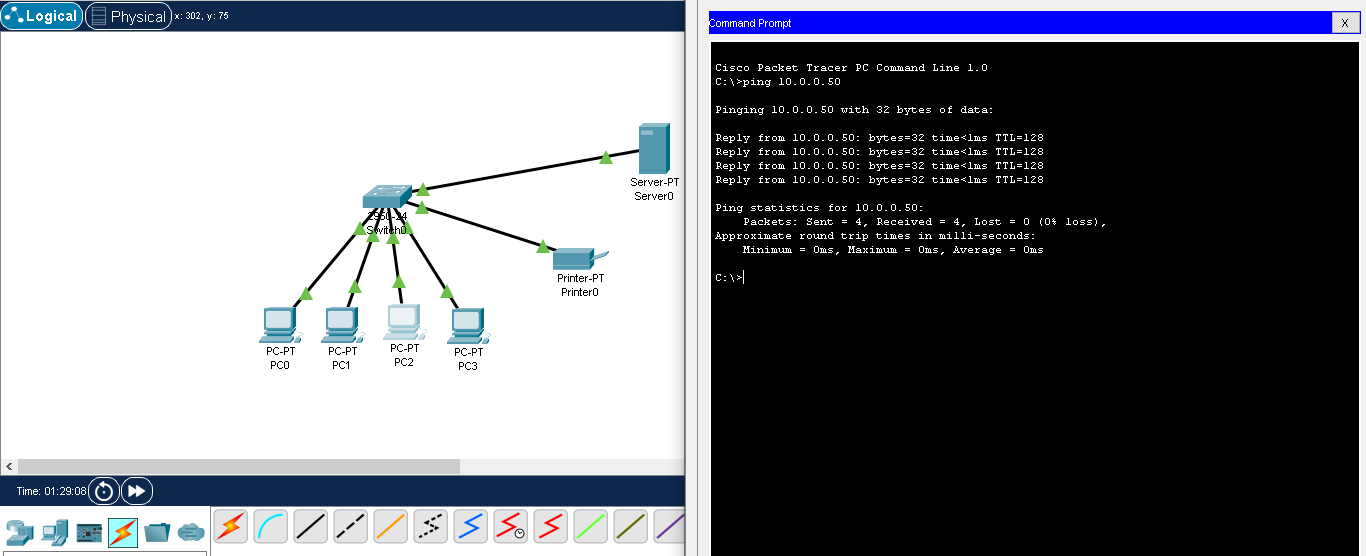 Logical
Physical
x: 302, y: 75
Server-PT
Server0
2950-24
Switch0
Printer-PT
Printer0
PC-PT
PC0
PC-PT
PC1
PC-PT
PC2
PC-PT
PC3
Time: 01:29:08
Command Prompt
X
Cisco Packet Tracer PC Command Line 1.0
C:\>ping 10.0.0.50
Pinging 10.0.0.50 with 32 bytes of data:
Reply from 10.0.0.50: bytes=32 time<1ms TTL=128
Reply from 10.0.0.50: bytes=32 time<1ms TTL=128
Reply from 10.0.0.50: bytes=32 time<1ms TTL=128
Reply from 10.0.0.50: bytes=32 time<1ms TTL=128
Ping statistics for 10.0.0.50:
Packets: Sent = 4, Received = 4, Lost = 0 (0% loss),
Approximate round trip times in milli-seconds:
Minimum = 0ms, Maximum = 0ms, Average = 0ms
C:\>